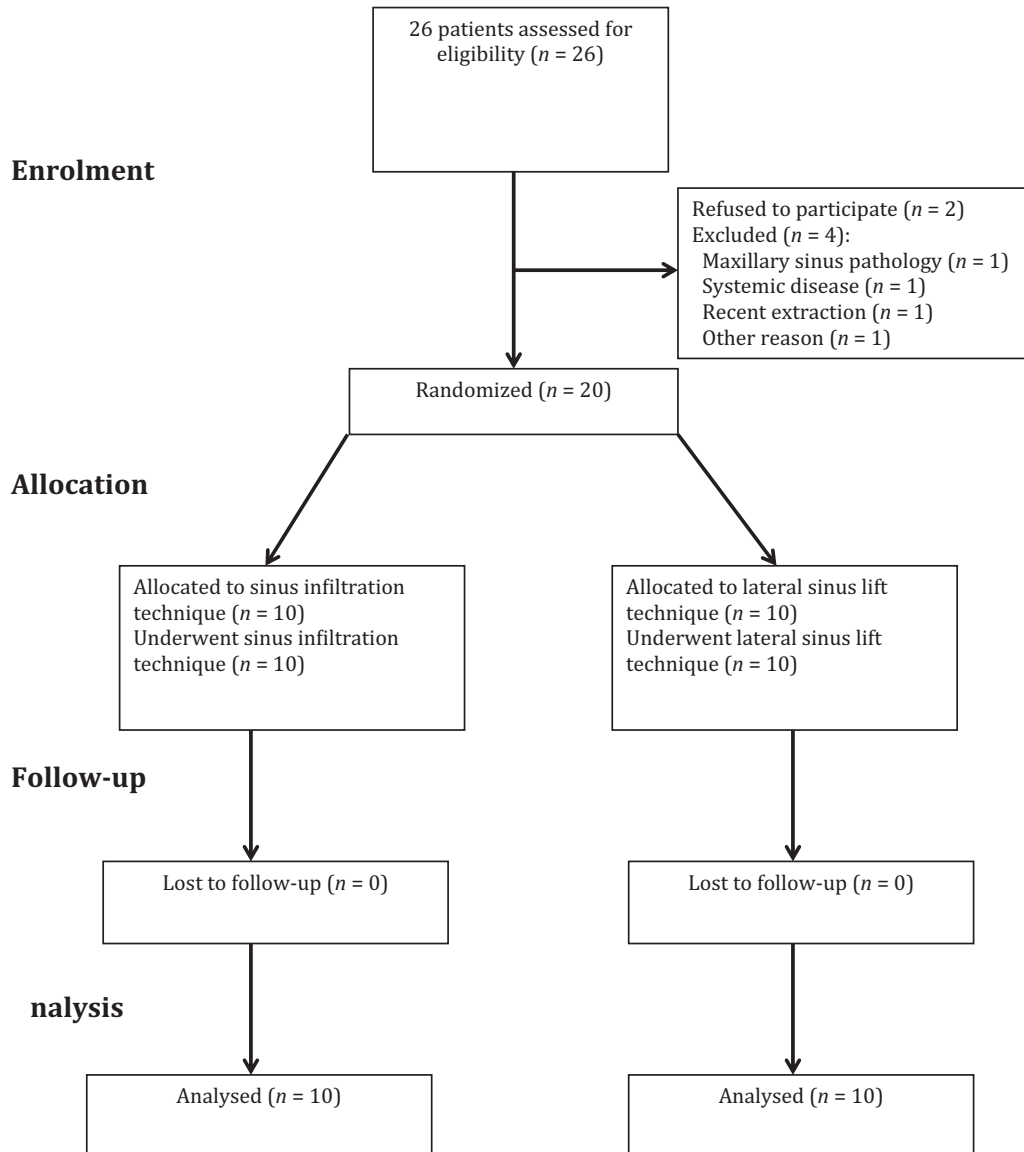 26 patients assessed for
eligibility (n = 26)
Enrolment
Refused to participate (n = 2)
Excluded (n = 4):
Maxillary sinus pathology (n = 1)
Systemic disease (n = 1)
Recent extraction (n = 1)
Other reason (n = 1)
Randomized (n = 20)
Allocation
Allocated to sinus infiltration
technique (n = 10)
Underwent sinus infiltration
technique (n = 10)
Allocated to lateral sinus lift
technique (n = 10)
Underwent lateral sinus lift
technique (n = 10)
Follow-up
Lost to follow-up (n = 0)
Lost to follow-up (n = 0)
nalysis
Analysed (n = 10)
Analysed (n = 10)